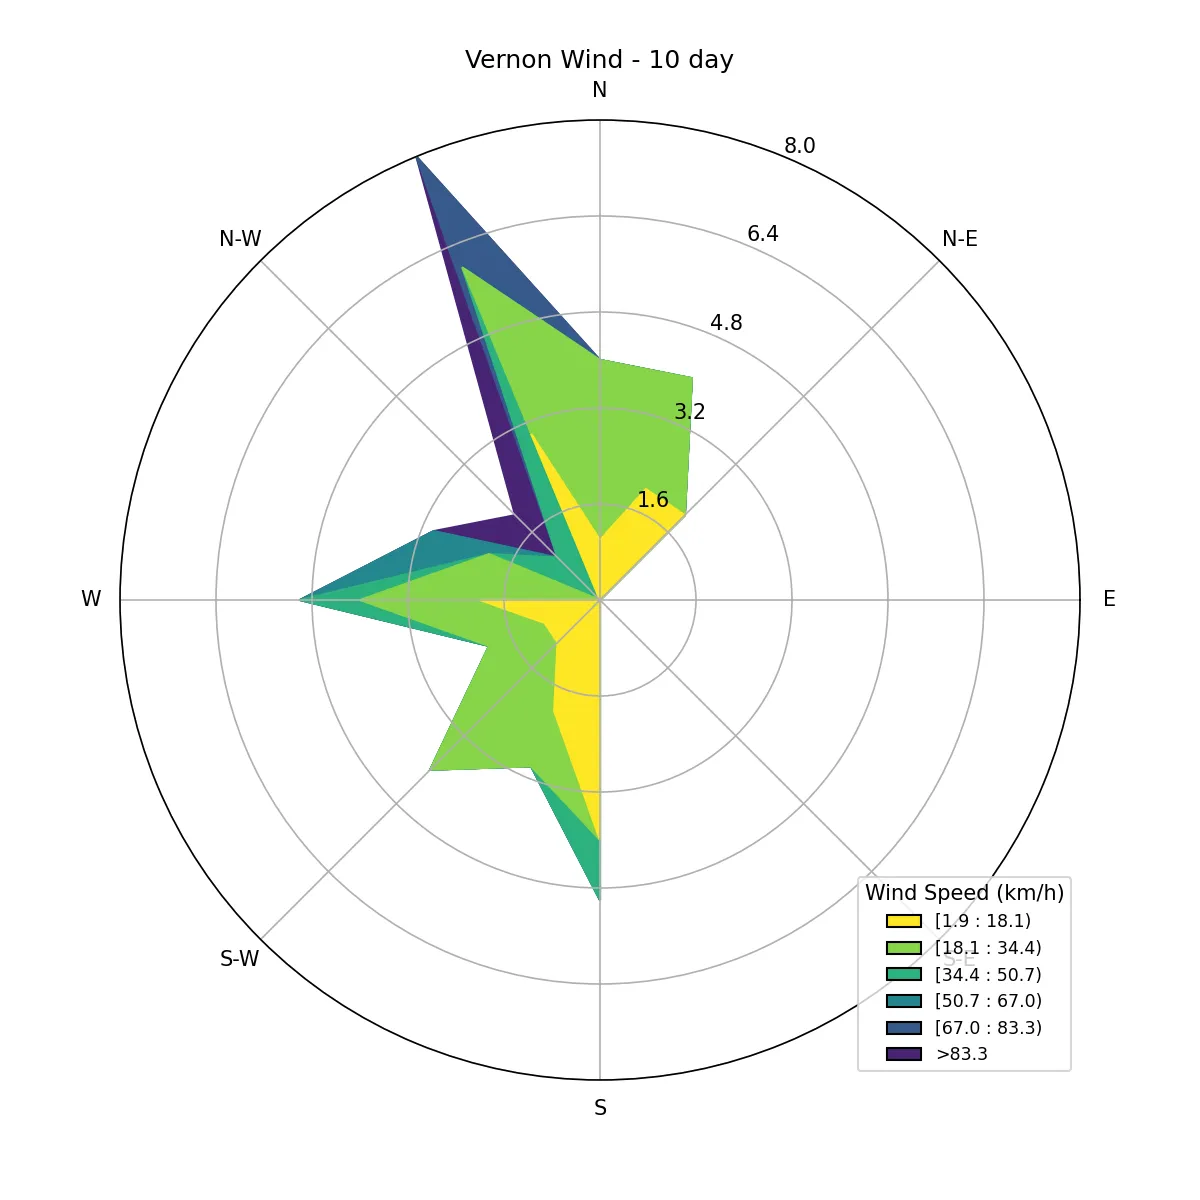 Vernon Wind - 10 day
N
8.0
N-W
6.4
N-E
4.8
3.2
1.6
W
E
S-W
S-E
S
Wind Speed (km/h)
[1.9 : 18.1)
[18.1 : 34.4)
[34.4 : 50.7)
[50.7 : 67.0)
[67.0 : 83.3)
>83.3